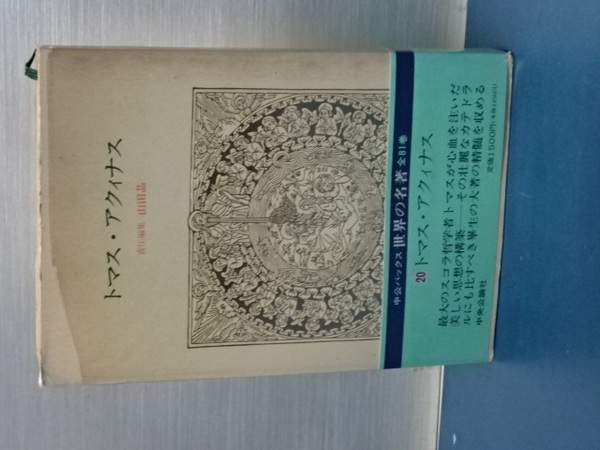 トマス・アクィナス
責任編集 山田晶
中公バックス 世界の名著 全81巻
20 トマス・アクィナス
最大のスコラ哲学者トマスが心血を注いだ
美しい思想の構築――その壮麗なカテドラ
ルにも比すべき畢生の大著の精髄を収める
中央公論社